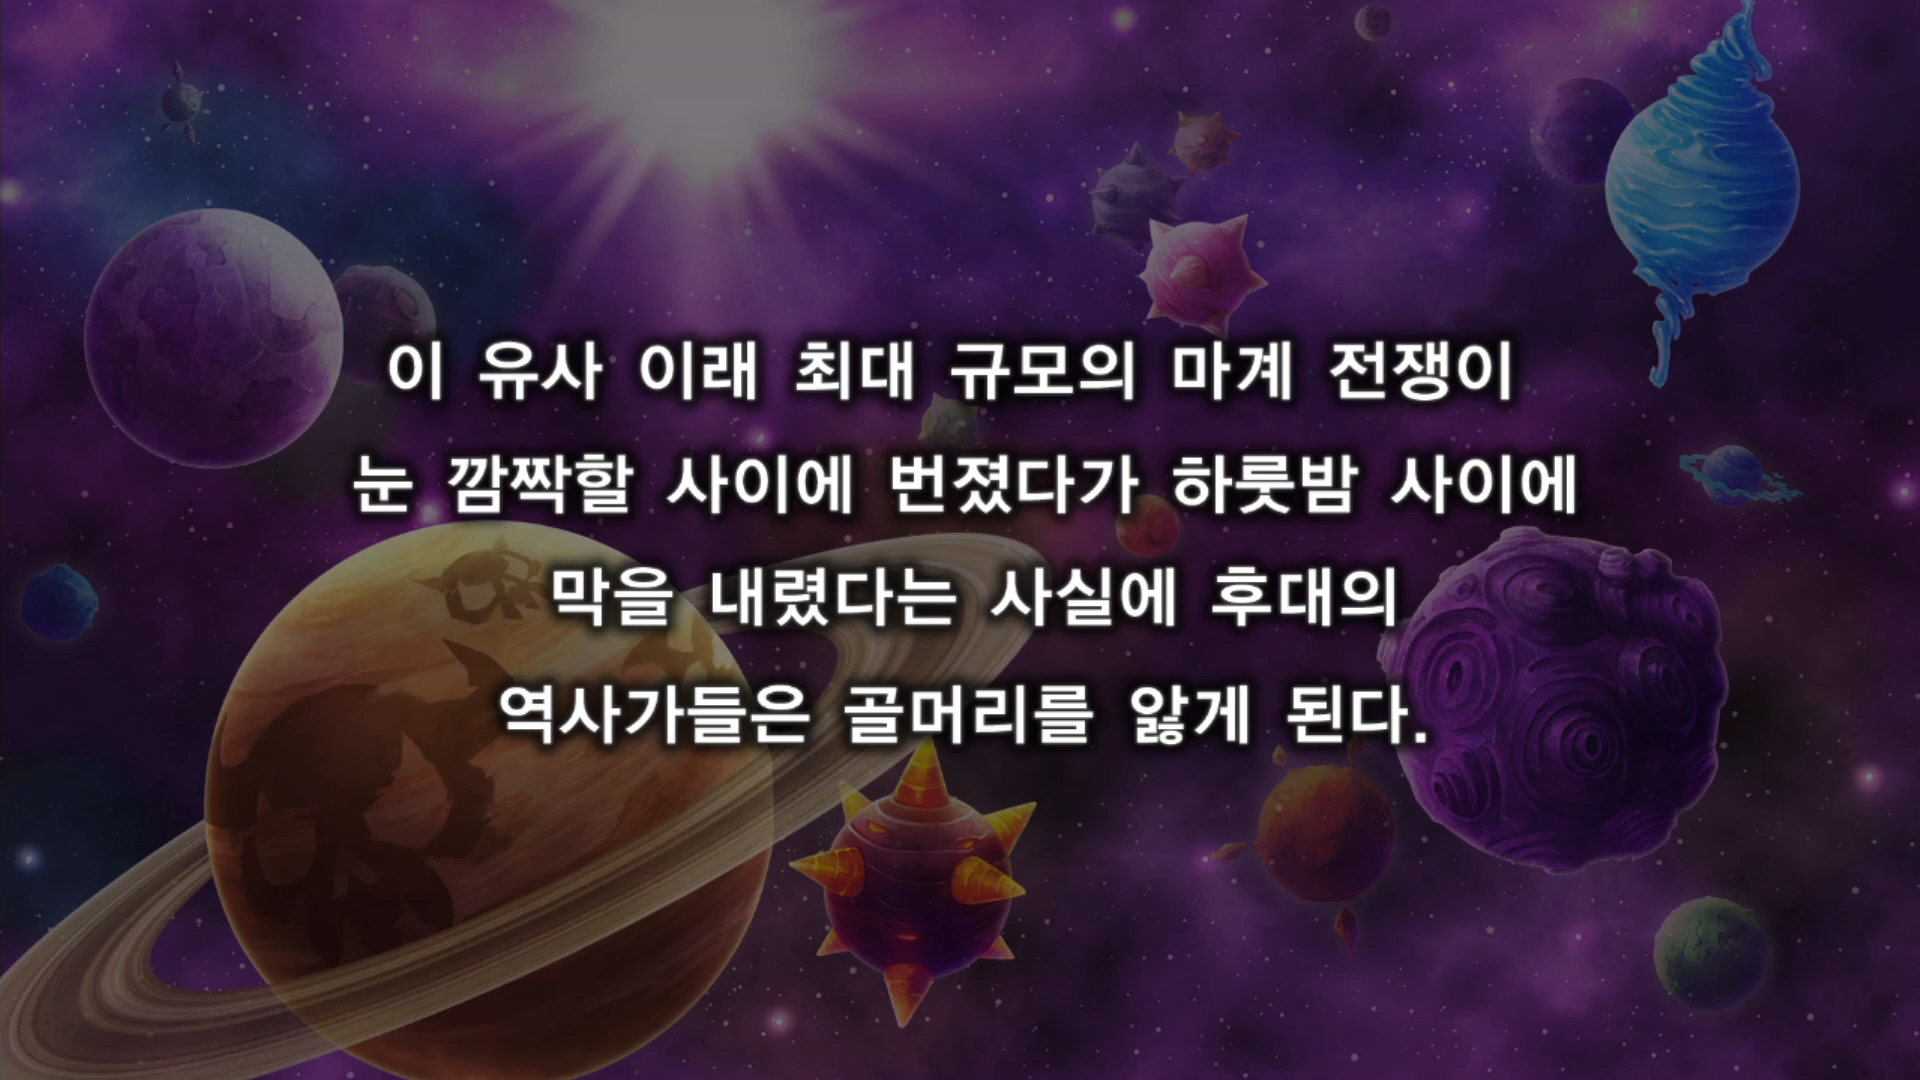 이 유사 이래 최대 규모의 마계 전쟁이
눈 깜짝할 사이에 번졌다가 하룻밤 사이에
막을 내렸다는 사실에 후대의
역사가들은 골머리를 앓게 된다.